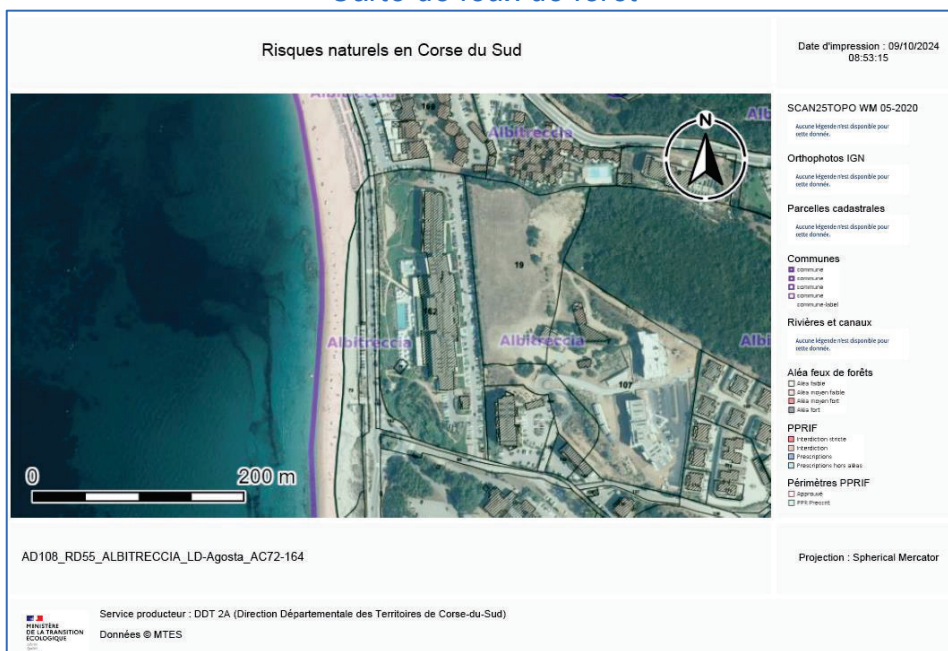 Carte de feux de forêt
Risques naturels en Corse du Sud
Date d'impression : 09/10/2024
08:53:15
SCAN25TOPO WM 05-2020
Aucune légende n'est disponible pour
cette donnée.
Orthophotos IGN
Aucune légende n'est disponible pour
cette donnée.
Parcelles cadastrales
Aucune légende n'est disponible pour
cette donnée.
Communes
commune
commune
commune
commune
commune-label
Rivières et canaux
Aucune légende n'est disponible pour
cette donnée.
Aléa feux de forêts
Aléa faible
Aléa moyen faible
Aléa moyen fort
Aléa fort
PPRIF
Interdiction stricte
Interdiction
Prescriptions
Prescriptions hors aléas
Périmètres PPRIF
Approuvé
PPR Prescrit
N
Albitreccia
Alb
19
162
Albitreccia
Albitreccia
Albi
107
0
200 m
AD108_RD55_ALBITRECCIA_LD-Agosta_AC72-164
Projection : Spherical Mercator
MINISTÈRE
DE LA TRANSITION
ÉCOLOGIQUE
Service producteur : DDT 2A (Direction Départementale des Territoires de Corse-du-Sud)
Données © MTES